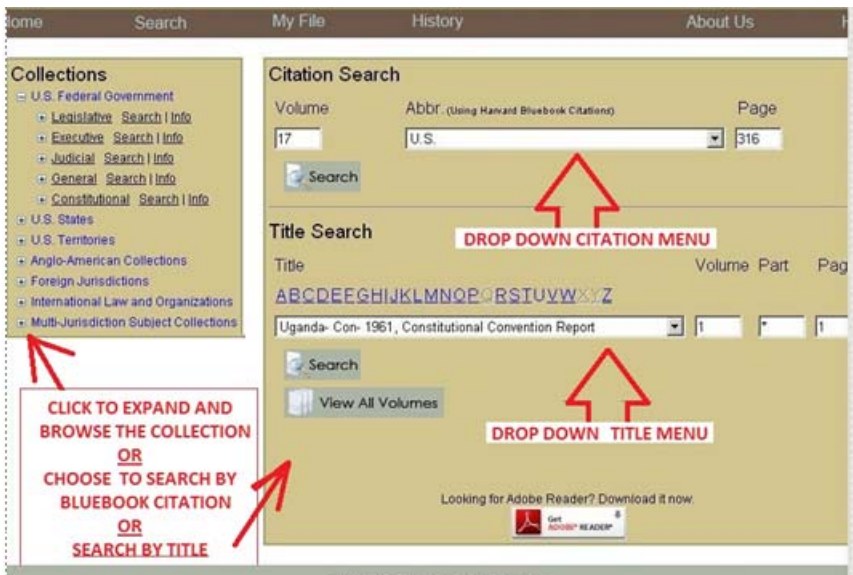 Home Search My File History About Us H
Collections
U.S. Federal Government
Legislative Search | Info
Executive Search | Info
Judicial Search | Info
General Search | Info
Constitutional Search | Info
U.S. States
U.S. Territories
Anglo-American Collections
Foreign Jurisdictions
International Law and Organizations
Multi-Jurisdiction Subject Collections
CLICK TO EXPAND AND
BROWSE THE COLLECTION
OR
CHOOSE TO SEARCH BY
BLUEBOOK CITATION
OR
SEARCH BY TITLE
Citation Search
Volume Abbr. (Using Harvard Bluebook Citations) Page
17 U.S. 316
Search
DROP DOWN CITATION MENU
Title Search
Title Volume Part Pag
ABCDEFGHIJKLMNOPQRSTUVWXYZ
Uganda- Con- 1961, Constitutional Convention Report 1 * 1
Search
View All Volumes
DROP DOWN TITLE MENU
Looking for Adobe Reader? Download it now.
Get
ADOBE® READER®